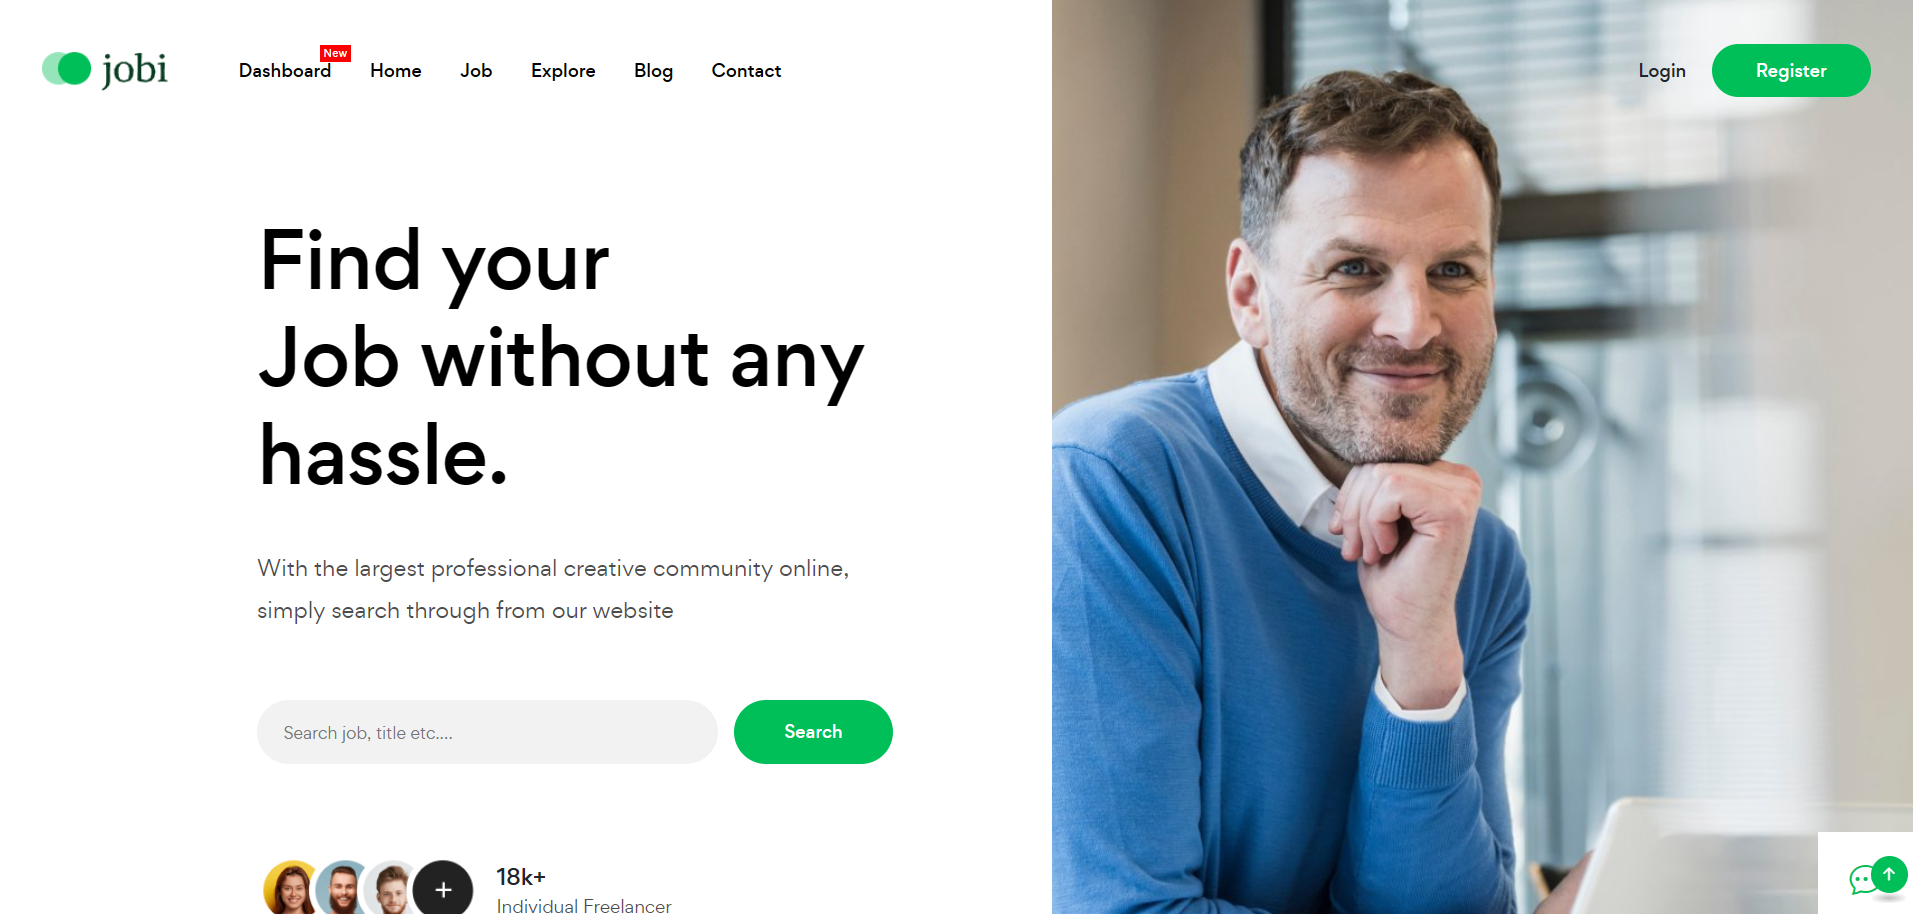 jobi
Dashboard New Home Job Explore Blog Contact
Login Register
Find your
Job without any
hassle.
With the largest professional creative community online,
simply search through from our website
Search job, title etc....
Search
18k+
Individual Freelancer